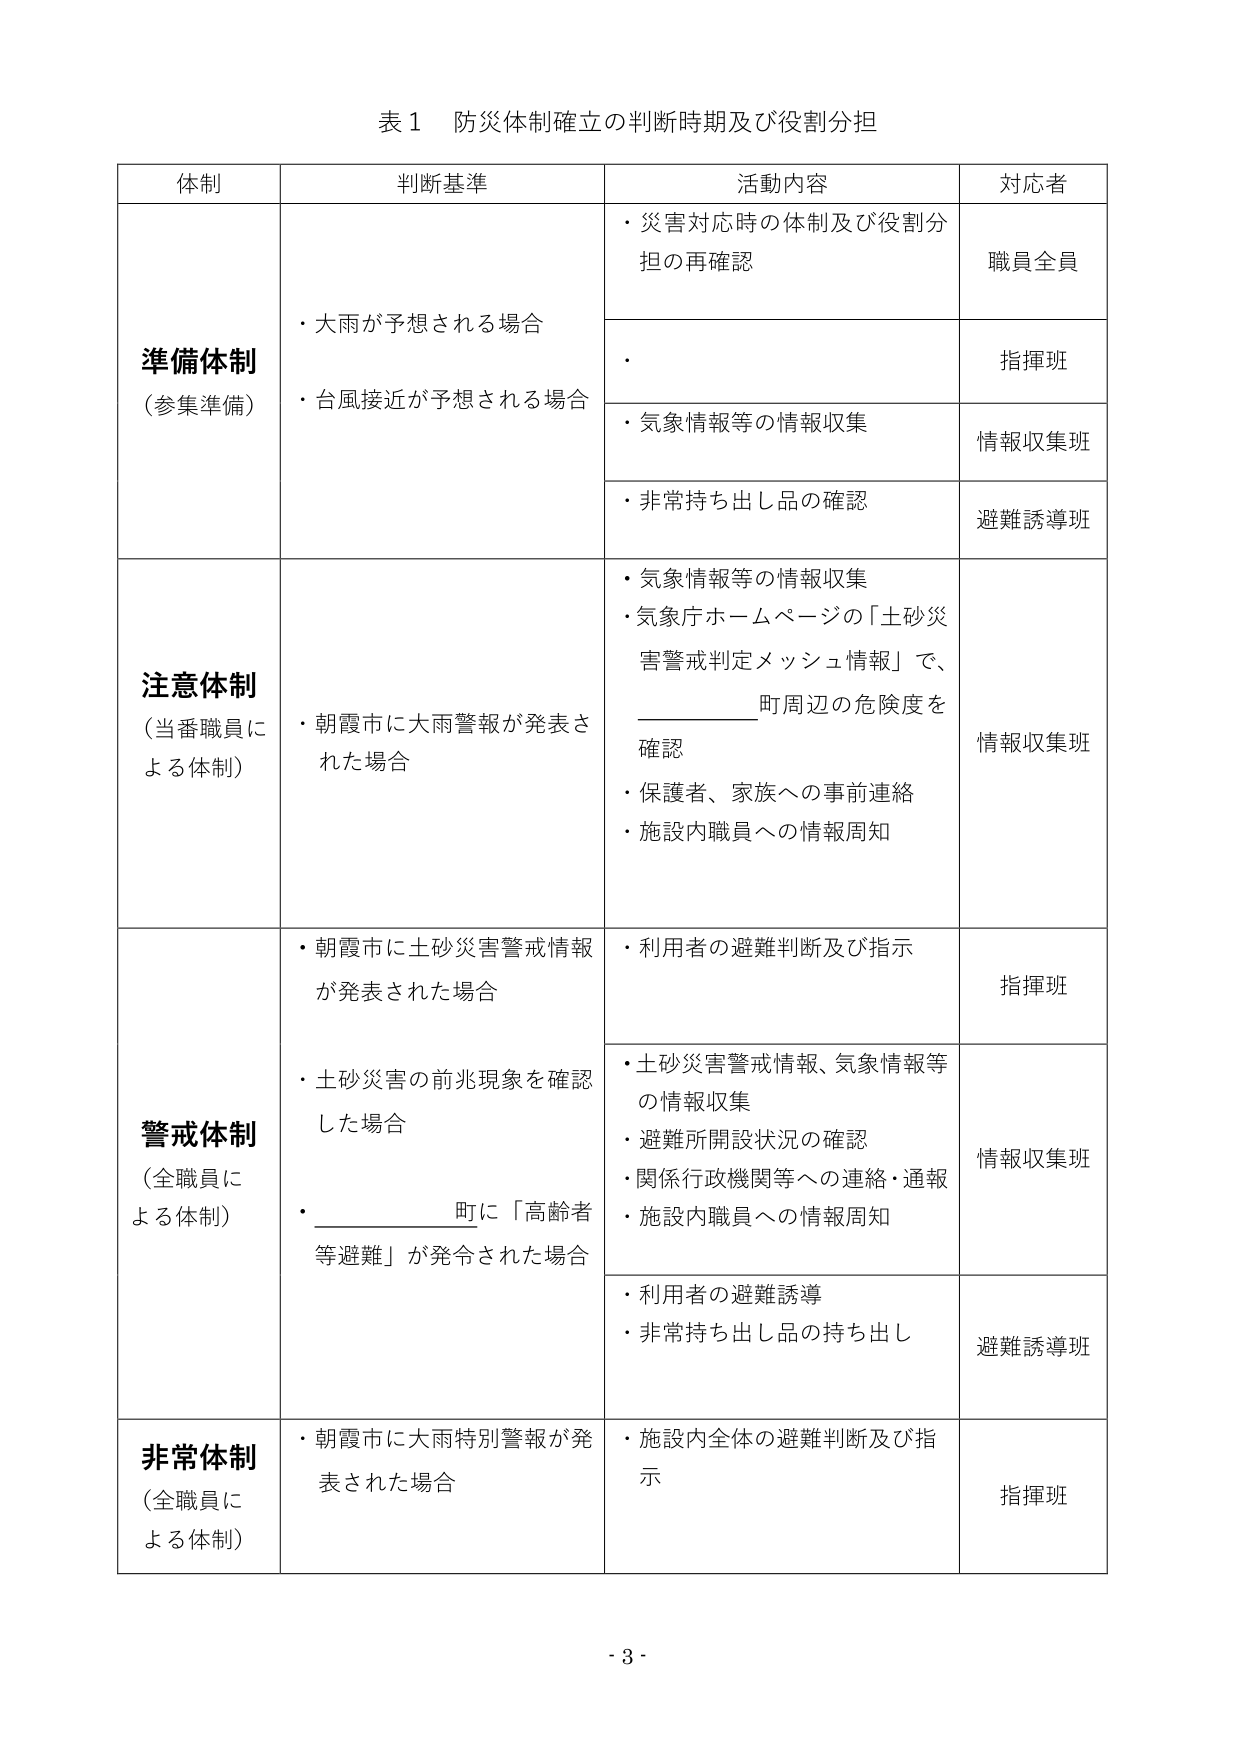 表１　防災体制確立の判断時期及び役割分担
体制
判断基準
活動内容
対応者
準備体制
（参集準備）
・大雨が予想される場合
・台風接近が予想される場合
・災害対応時の体制及び役割分
担の再確認
職員全員
・
指揮班
・気象情報等の情報収集
情報収集班
・非常持ち出し品の確認
避難誘導班
注意体制
（当番職員に
よる体制）
・朝霞市に大雨警報が発表さ
れた場合
・気象情報等の情報収集
・気象庁ホームページの「土砂災
害警戒判定メッシュ情報」で、
町周辺の危険度を
確認
・保護者、家族への事前連絡
・施設内職員への情報周知
情報収集班
警戒体制
（全職員に
よる体制）
・朝霞市に土砂災害警戒情報
が発表された場合
・土砂災害の前兆現象を確認
した場合
・　　　　　　町に「高齢者
等避難」が発令された場合
・利用者の避難判断及び指示
指揮班
・土砂災害警戒情報、気象情報等
の情報収集
・避難所開設状況の確認
・関係行政機関等への連絡・通報
・施設内職員への情報周知
情報収集班
・利用者の避難誘導
・非常持ち出し品の持ち出し
避難誘導班
非常体制
（全職員に
よる体制）
・朝霞市に大雨特別警報が発
表された場合
・施設内全体の避難判断及び指
示
指揮班
- 3 -